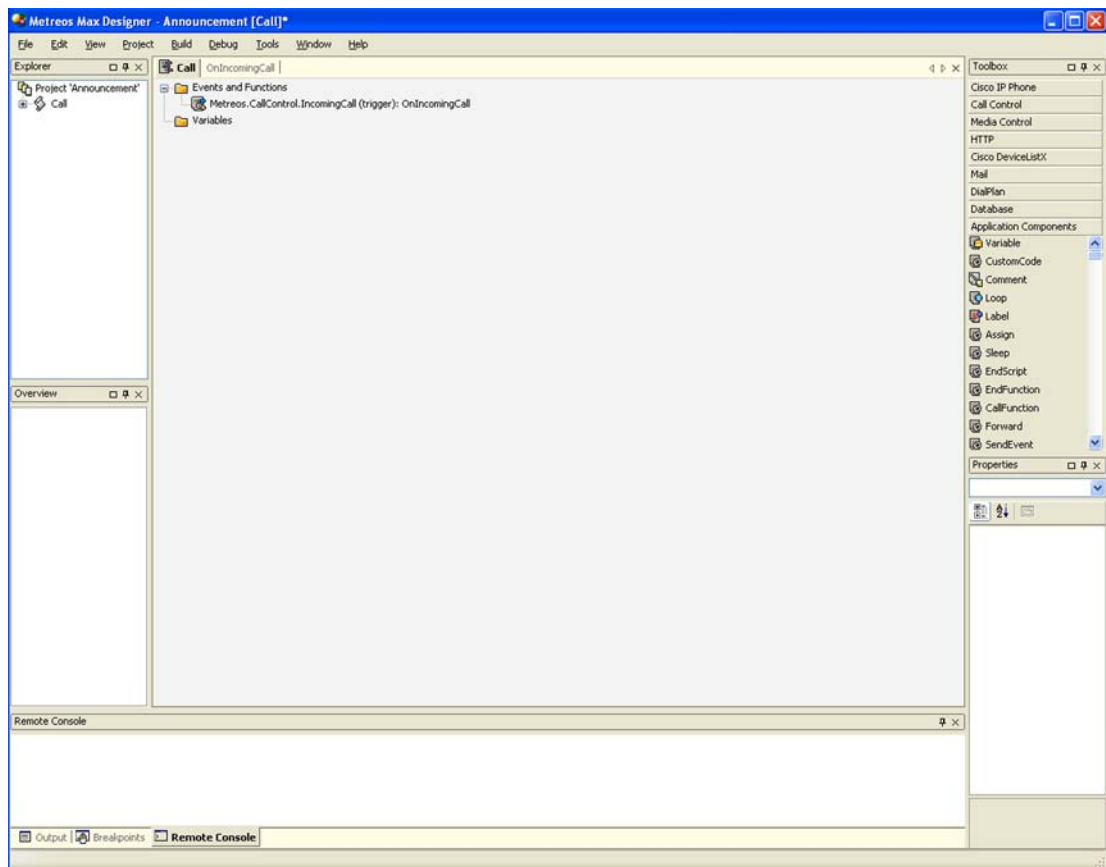 Metreos Max Designer - Announcement [Call]*
File Edit View Project Build Debug Tools Window Help
Explorer
Project 'Announcement'
Call
Overview
Call OnIncomingCall
Events and Functions
Metreos.CallControl.IncomingCall (trigger): OnIncomingCall
Variables
Toolbox
Cisco IP Phone
Call Control
Media Control
HTTP
Cisco DeviceListX
Mail
DialPlan
Database
Application Components
Variable
CustomCode
Comment
Loop
Label
Assign
Sleep
EndScript
EndFunction
CallFunction
Forward
SendEvent
Properties
Remote Console
Output Breakpoints Remote Console